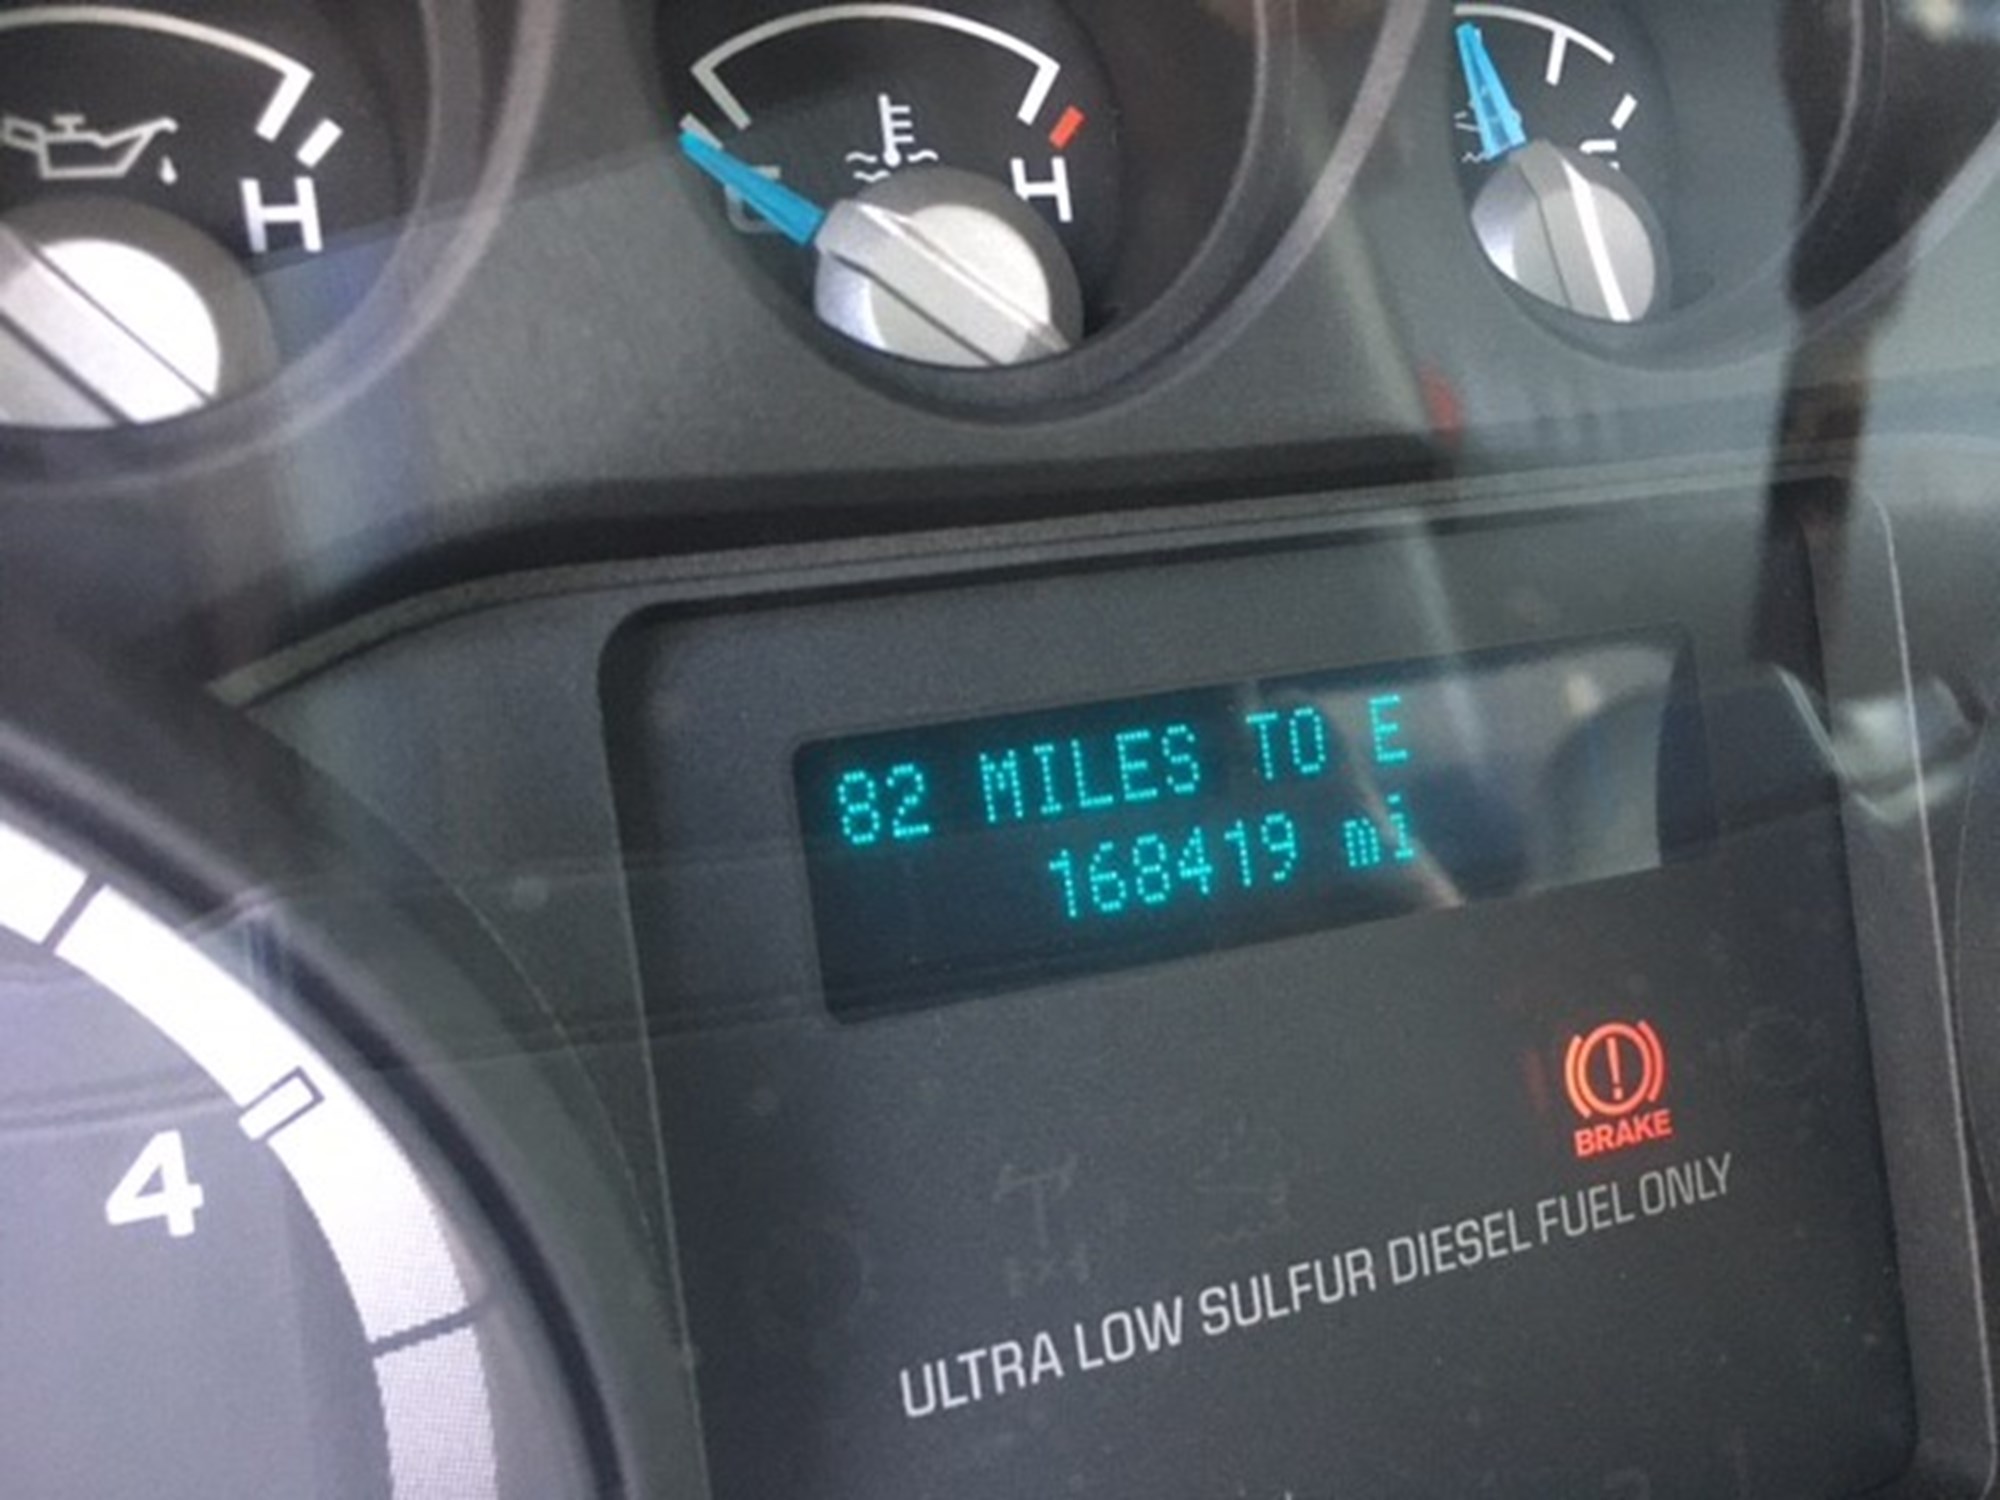 H
H
82 MILES TO E
168419 mi
BRAKE
4
ULTRA LOW SULFUR DIESEL FUEL ONLY